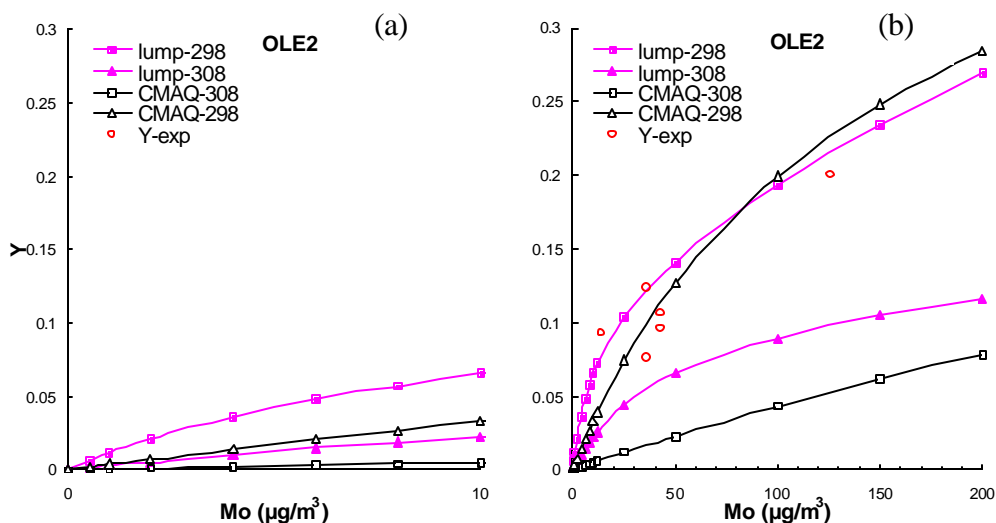 (a)
OLE2
lump-298
lump-308
CMAQ-308
CMAQ-298
Y-exp
0.3
0.25
0.2
0.15
0.1
0.05
0
Y
0
3
10
Mo (µg/m³)
(b)
OLE2
lump-298
lump-308
CMAQ-308
CMAQ-298
Y-exp
0.3
0.25
0.2
0.15
0.1
0.05
0
0
50
100
150
200
Mo (µg/m³)